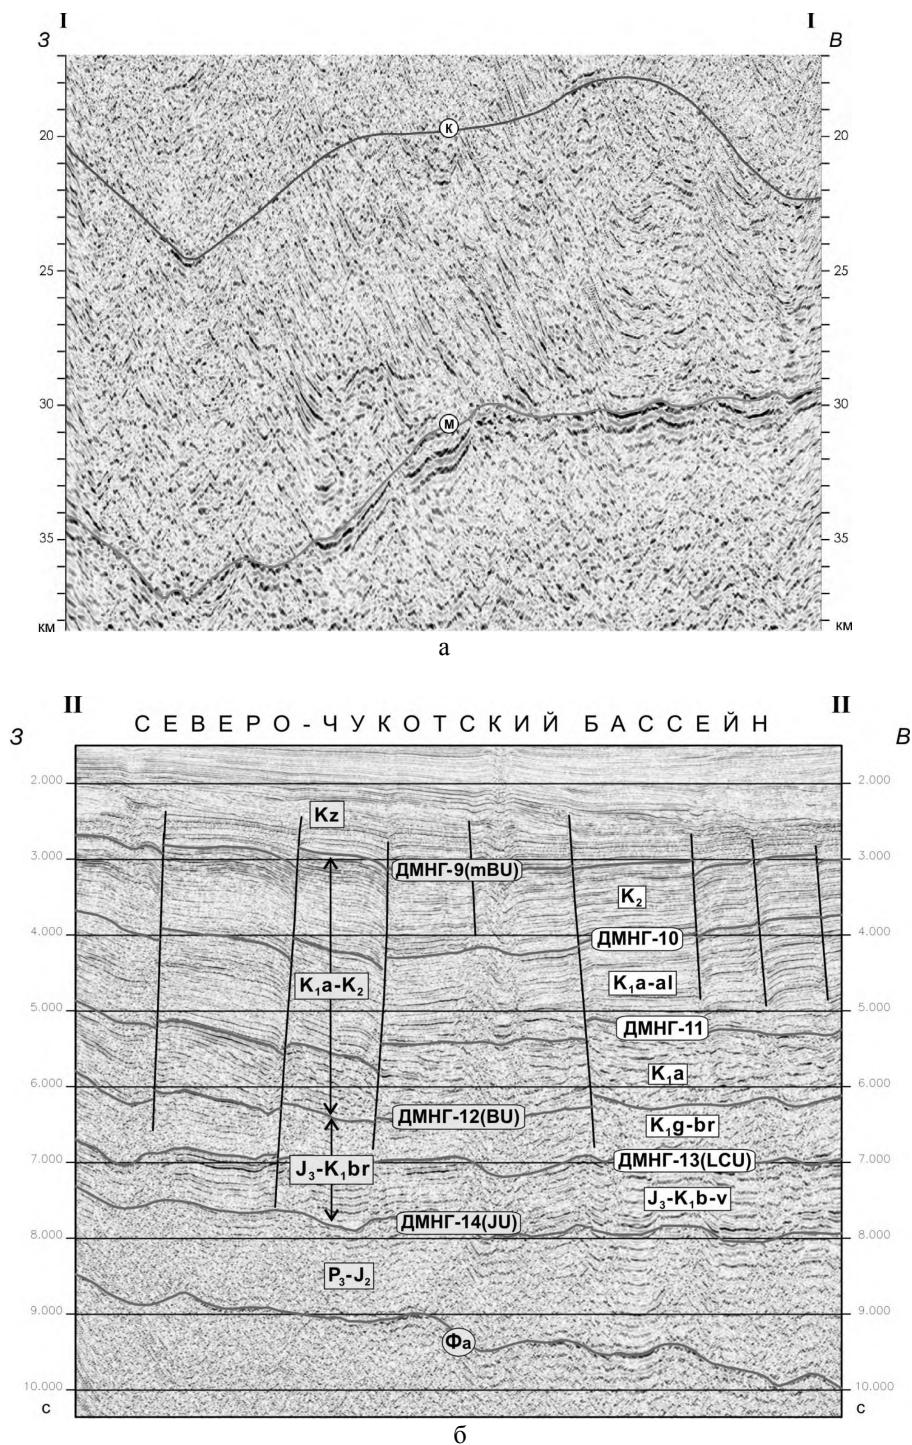 I I
З В
20 20
К
25 25
30 30
М
35 35
км км
а
II II
СЕВЕРО-ЧУКОТСКИЙ БАССЕЙН
З В
2.000 2.000
Kz
3.000 3.000
ДМНГ-9(mBU)
K₂
4.000 4.000
ДМНГ-10
K₁a-K₂ K₁a-al
5.000 5.000
ДМНГ-11
K₁a
6.000 6.000
ДМНГ-12(BU)
K₁g-br
7.000 7.000
ДМНГ-13(LCU)
J₃-K₁br
J₃-K₁b-v
ДМНГ-14(JU)
8.000 8.000
P₃-J₂
9.000 9.000
Фа
10.000 10.000
с с
б